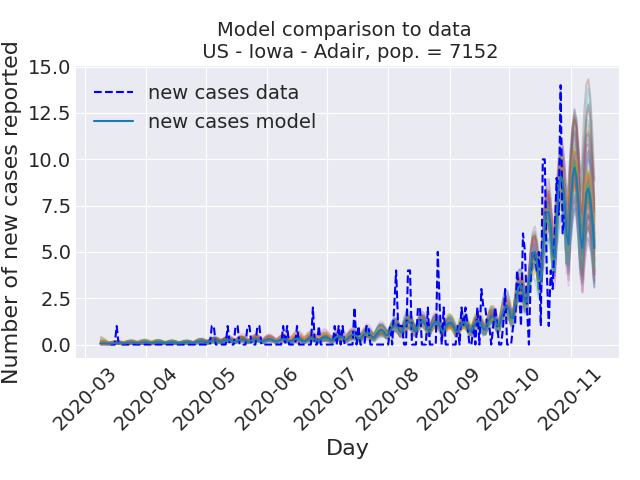 Model comparison to data
US - Iowa - Adair, pop. = 7152
Number of new cases reported
15.0
12.5
10.0
7.5
5.0
2.5
0.0
new cases data
new cases model
2020-03
2020-04
2020-05
2020-06
2020-07
2020-08
2020-09
2020-10
2020-11
Day